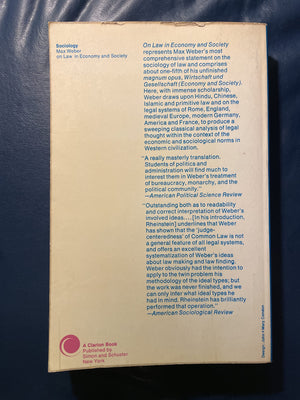 Sociology
Max Weber
on Law in Economy and Society
On Law in Economy and Society
represents Max Weber's most
comprehensive statement on the
sociology of law and comprises
about one-fifth of his unfinished
magnum opus, Wirtschaft und
Gesellschaft (Economy and Society).
Here, with immense scholarship,
Weber draws upon Hindu, Chinese,
Islamic and primitive law and on the
legal systems of Rome, England,
medieval Europe, modern Germany,
America and France, to produce a
sweeping classical analysis of legal
thought within the context of the
economic and sociological norms in
Western civilization.
"A really masterly translation.
Students of politics and
administration will find much to
interest them in Weber's treatment
of bureaucracy, monarchy, and the
political community."
—American Political Science Review
"Outstanding both as to readability
and correct interpretation of Weber's
involved ideas....[In his introduction,
Rheinstein] underlines that Weber
has shown that the 'judge-
centeredness' of Common Law is not
a general feature of all legal systems,
and offers an excellent
systematization of Weber's ideas
about law making and law finding.
Weber obviously had the intention to
apply to the twin problem his
methodology of the ideal types; but
the work was never finished, and we
can only infer what ideal types he
had in mind. Rheinstein has brilliantly
performed that operation."
—American Sociological Review
A Clarion Book
Published by
Simon and Schuster
New York
Design: John + Mary Condon